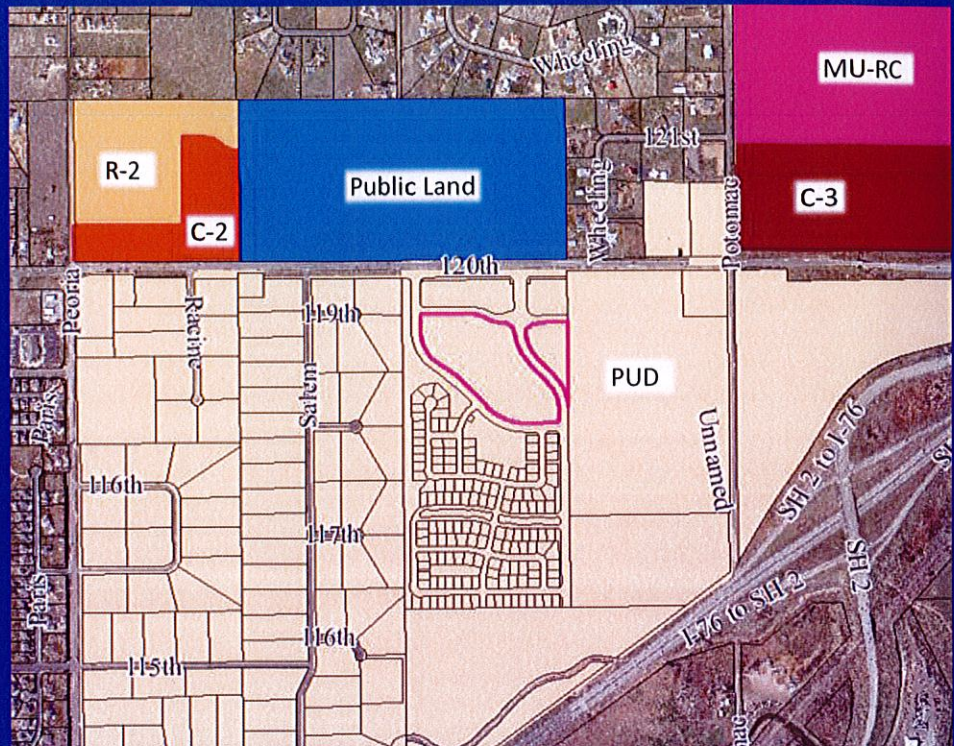 Wheeling
MU-RC
121st
R-2
Public Land
C-3
C-2
Wheeling
Potomac
120th
Peoria
Racine
119th
Salem
PUD
Paris
Unnamed
SH 2 to I-76
116th
117th
SH 2
Paris
I-76 to SH 2
116th
115th